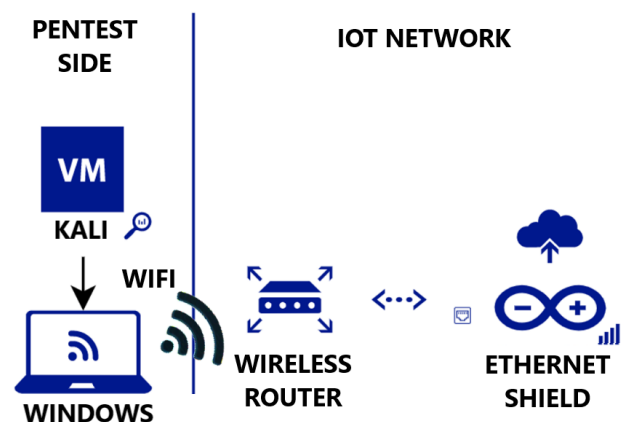 PENTEST
SIDE
IOT NETWORK
VM
KALI
WIFI
WINDOWS
WIRELESS
ROUTER
ETHERNET
SHIELD